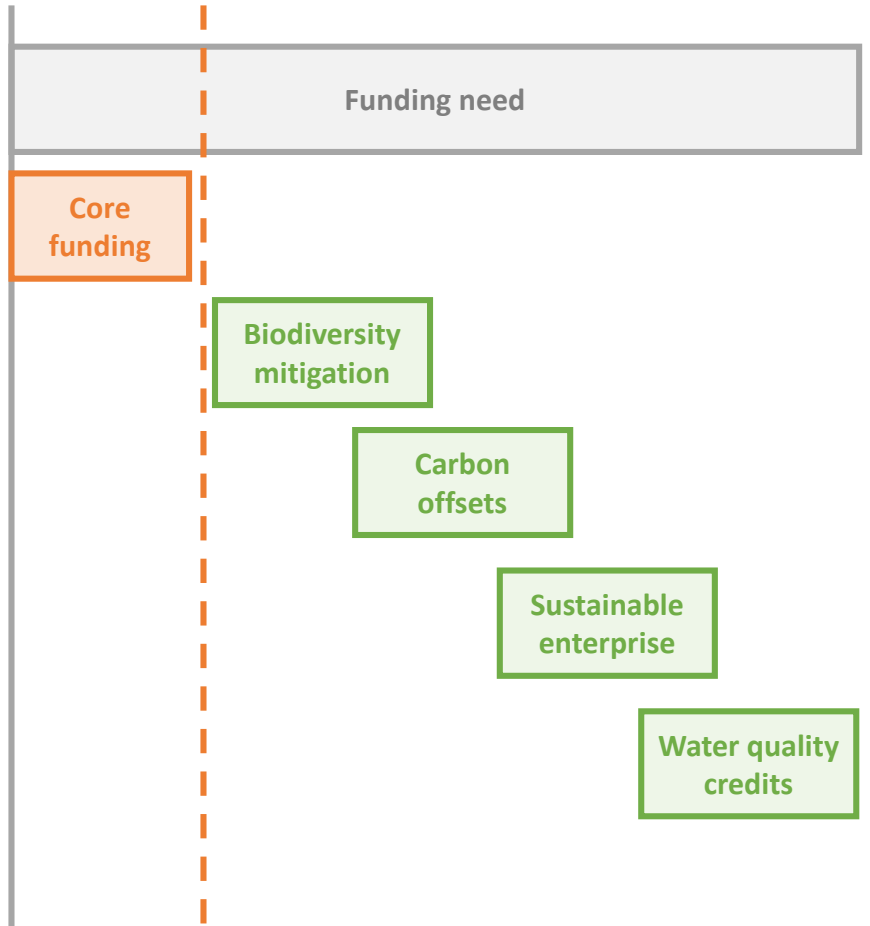 Funding need
Core
funding
Biodiversity
mitigation
Carbon
offsets
Sustainable
enterprise
Water quality
credits